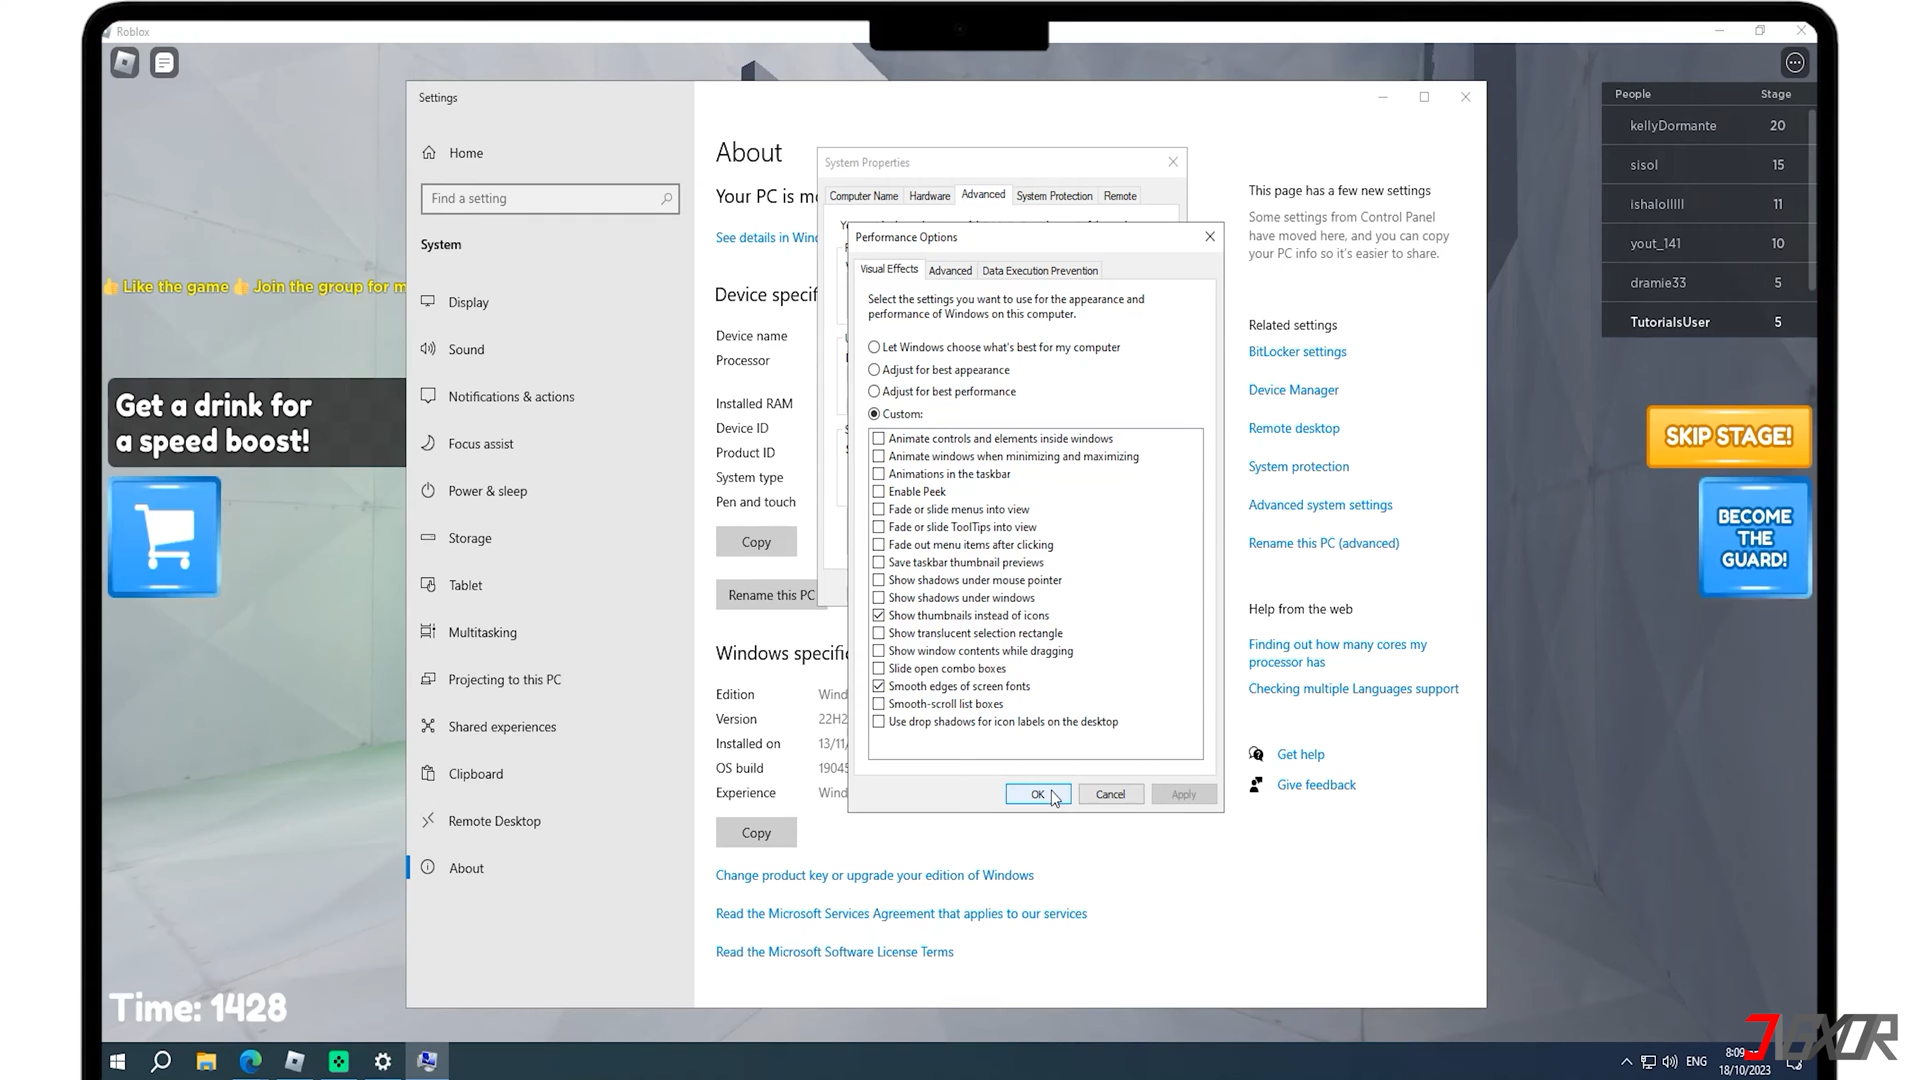 Roblox
Settings
Home
Find a setting
System
Display
Sound
Notifications & actions
Focus assist
Power & sleep
Storage
Tablet
Multitasking
Projecting to this PC
Shared experiences
Clipboard
Remote Desktop
About
About
Your PC is
See details in
Device name
Processor
Installed RAM
Device ID
Product ID
System type
Pen and touch
Copy
Rename this PC
Edition
Version 22H2
Installed on 13/11/
OS build 19045
Experience
Copy
Change product key or upgrade your edition of Windows
Read the Microsoft Services Agreement that applies to our services
Read the Microsoft Software License Terms
System Properties
Computer Name Hardware Advanced System Protection Remote
Performance Options
Visual Effects Advanced Data Execution Prevention
Select the settings you want to use for the appearance and
performance of Windows on this computer.
Let Windows choose what's best for my computer
Adjust for best appearance
Adjust for best performance
Custom:
Animate controls and elements inside windows
Animate windows when minimizing and maximizing
Animations in the taskbar
Enable Peek
Fade or slide menus into view
Fade or slide ToolTips into view
Fade out menu items after clicking
Save taskbar thumbnail previews
Show shadows under mouse pointer
Show shadows under windows
Show thumbnails instead of icons
Show translucent selection rectangle
Show window contents while dragging
Slide open combo boxes
Smooth edges of screen fonts
Smooth-scroll list boxes
Use drop shadows for icon labels on the desktop
OK Cancel Apply
This page has a few new settings
Some settings from Control Panel
have moved here, and you can copy
your PC info so it's easier to share.
Related settings
BitLocker settings
Device Manager
Remote desktop
System protection
Advanced system settings
Rename this PC (advanced)
Help from the web
Finding out how many cores my
processor has
Checking multiple Languages support
Get help
Give feedback
People Stage
kellyDormante 20
sisol 15
yout_141 10
dramie33 5
TutorialsUser 5
SKIP STAGE!
BECOME
THE
GUARD!
👍 Like the game 👍 Join the group for
Get a drink for
a speed boost!
Time: 1428
ENG
8:09
18/10/2023